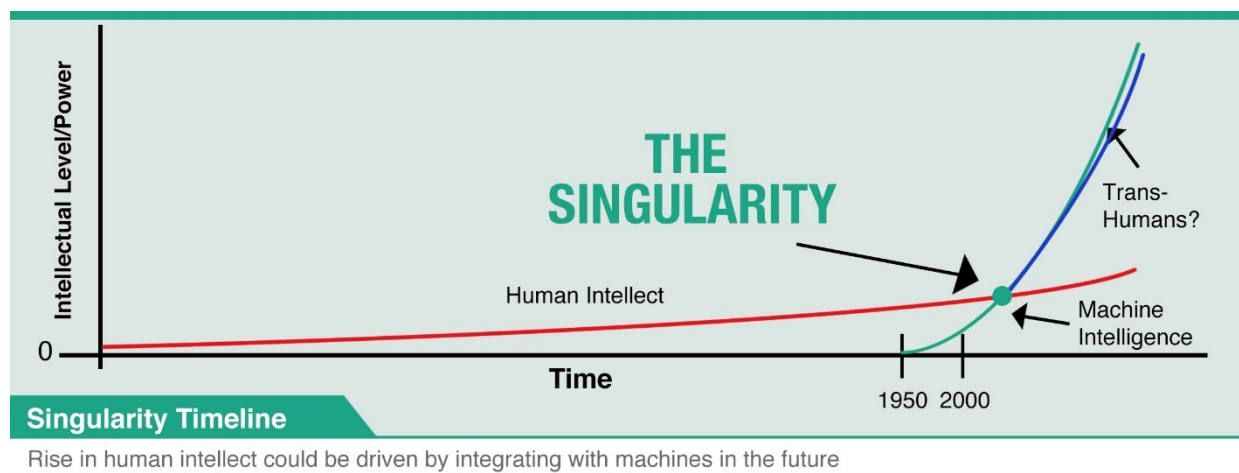 Intellectual Level/Power
THE
SINGULARITY
Trans-
Humans?
Human Intellect
Machine
Intelligence
0
Time
1950 2000
Singularity Timeline
Rise in human intellect could be driven by integrating with machines in the future